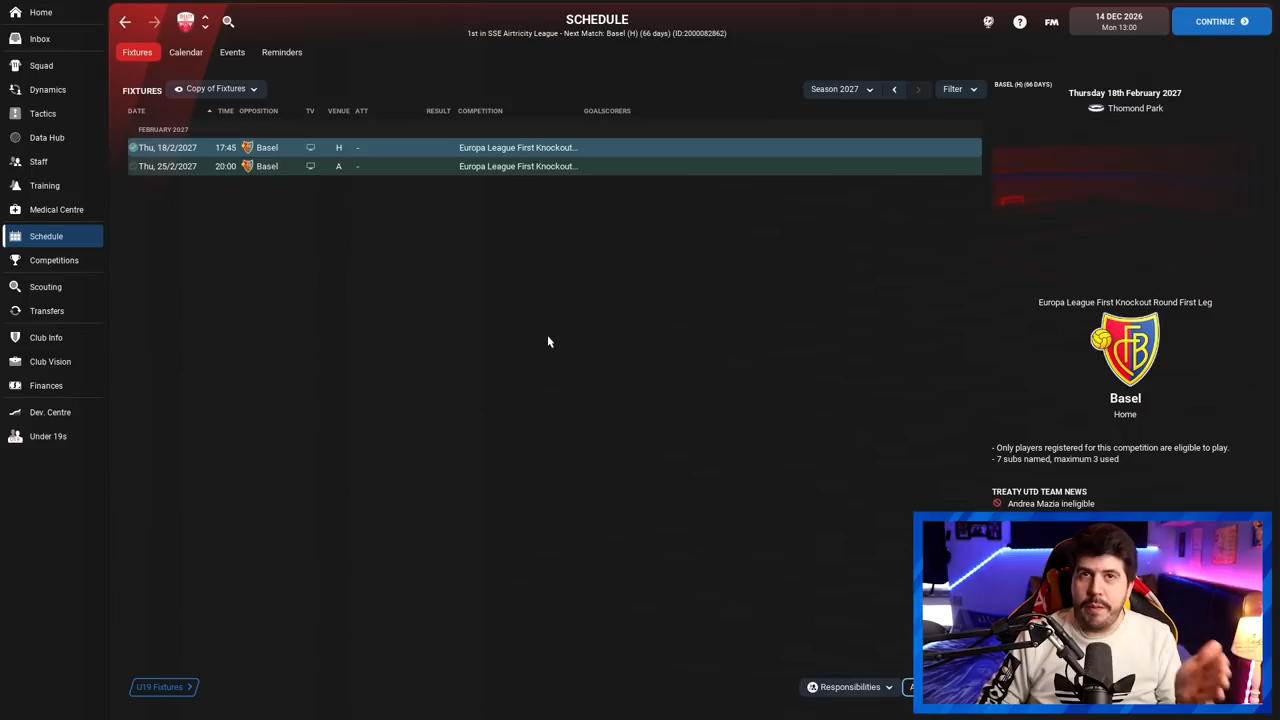 Home
Inbox
Squad
Dynamics
Tactics
Data Hub
Staff
Training
Medical Centre
Schedule
Competitions
Scouting
Transfers
Club Info
Club Vision
Finances
Dev. Centre
Under 19s
SCHEDULE
1st in SSE Airtricity League - Next Match: Basel (H) (66 days) (ID:2000082862)
FM
14 DEC 2026
Mon 13:00
CONTINUE
Fixtures Calendar Events Reminders
FIXTURES Copy of Fixtures Season 2027 Filter
DATE TIME OPPOSITION TV VENUE ATT RESULT COMPETITION GOALSCORERS
FEBRUARY 2027
Thu, 18/2/2027 17:45 Basel H - Europa League First Knockout...
Thu, 25/2/2027 20:00 Basel A - Europa League First Knockout...
BASEL (H) (66 DAYS)
Thursday 18th February 2027
Thomond Park
Europa League First Knockout Round First Leg
FCB
Basel
Home
- Only players registered for this competition are eligible to play.
- 7 subs named, maximum 3 used
TREATY UTD TEAM NEWS
Andrea Mazia ineligible
U19 Fixtures
Responsibilities